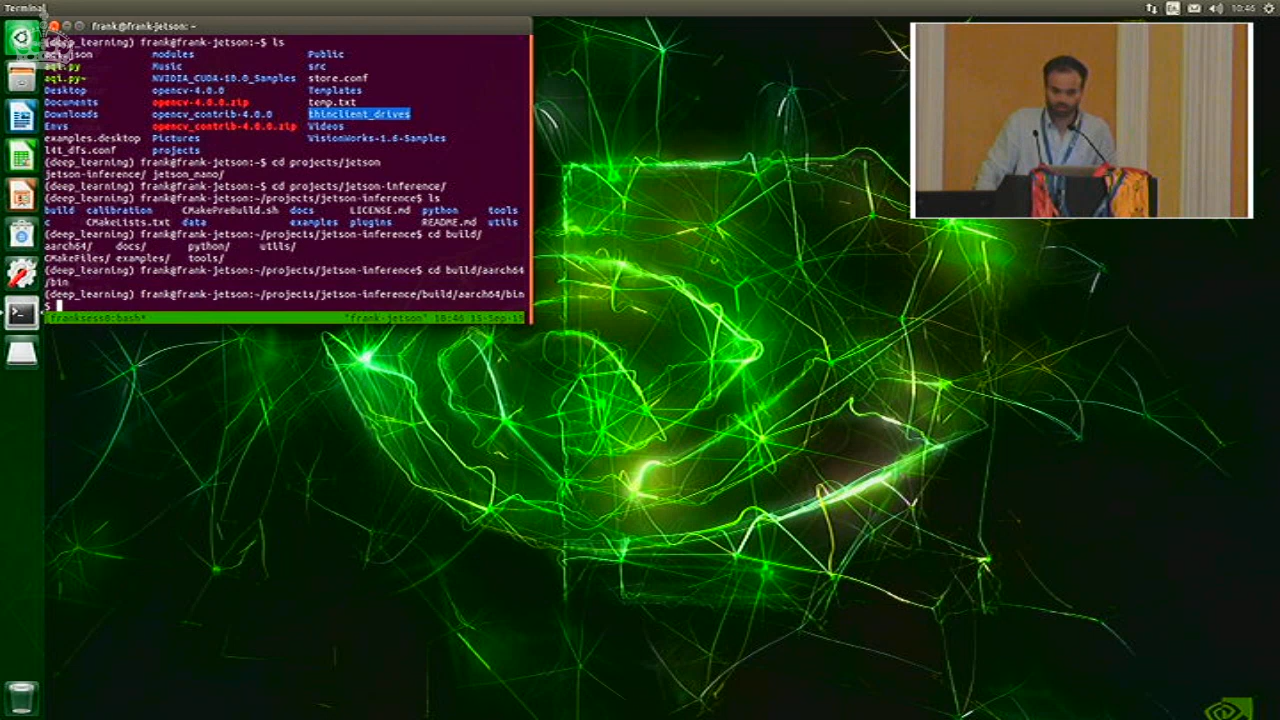 Terminal
10:46
frank@frank-jetson: ~
(deep_learning) frank@frank-jetson:~$ ls
aqi.json modules Public
aqi.py Music src
aqi.py~ NVIDIA_CUDA-10.0_Samples store.conf
Desktop opencv-4.0.0 Templates
Documents opencv-4.0.0.zip temp.txt
Downloads opencv_contrib-4.0.0 thinclient_drives
Envs opencv_contrib-4.0.0.zip Videos
examples.desktop Pictures VisionWorks-1.6-Samples
l4t_dfs.conf projects
(deep_learning) frank@frank-jetson:~$ cd projects/jetson
jetson-inference/ jetson_nano/
(deep_learning) frank@frank-jetson:~$ cd projects/jetson-inference/
(deep_learning) frank@frank-jetson:~/projects/jetson-inference$ ls
build calibration CMakePreBuild.sh docs LICENSE.md python tools
c CMakeLists.txt data examples plugins README.md utils
(deep_learning) frank@frank-jetson:~/projects/jetson-inference$ cd build/
aarch64/ docs/ python/ utils/
CMakeFiles/ examples/ tools/
(deep_learning) frank@frank-jetson:~/projects/jetson-inference$ cd build/aarch64
/bin
(deep_learning) frank@frank-jetson:~/projects/jetson-inference/build/aarch64/bin
$
"frank-jetson" 10:46 15-Sep-19